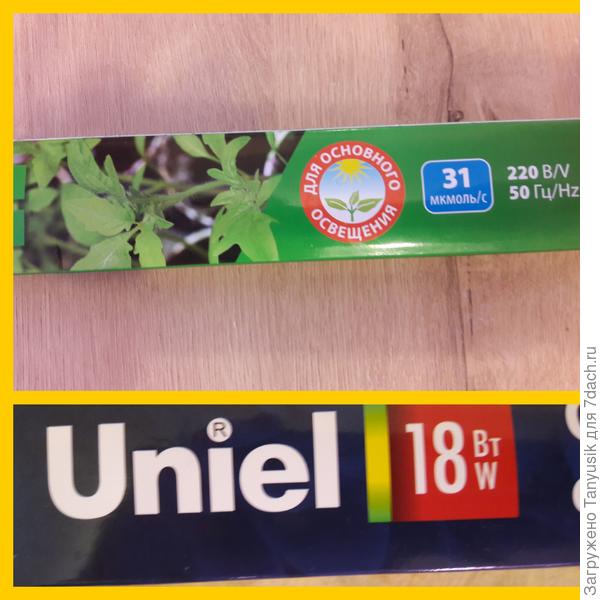 ДЛЯ ОСНОВНОГО
ОСВЕЩЕНИЯ
31
МКМОЛЬ/С
220 В/V
50 Гц/Hz
Uniel®
18 Вт
W
Загружено Tanyusik для 7dach.ru